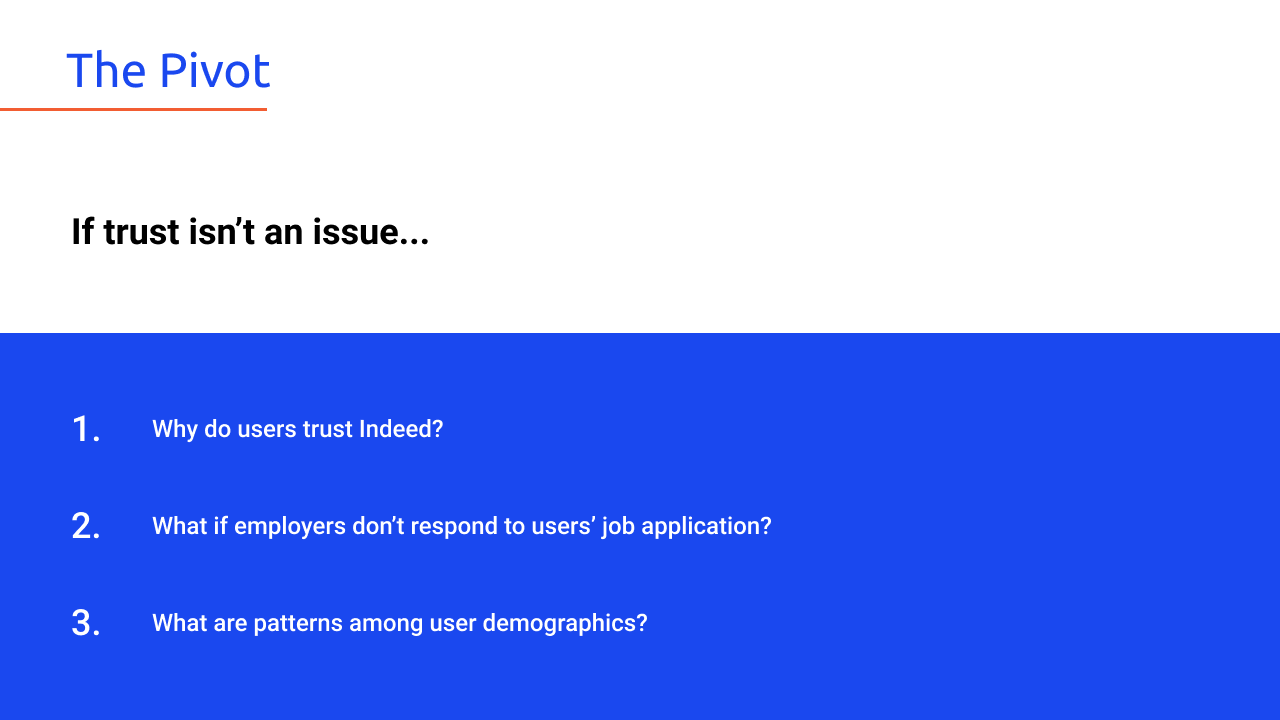 The Pivot
If trust isn’t an issue...
1. Why do users trust Indeed?
2. What if employers don’t respond to users’ job application?
3. What are patterns among user demographics?